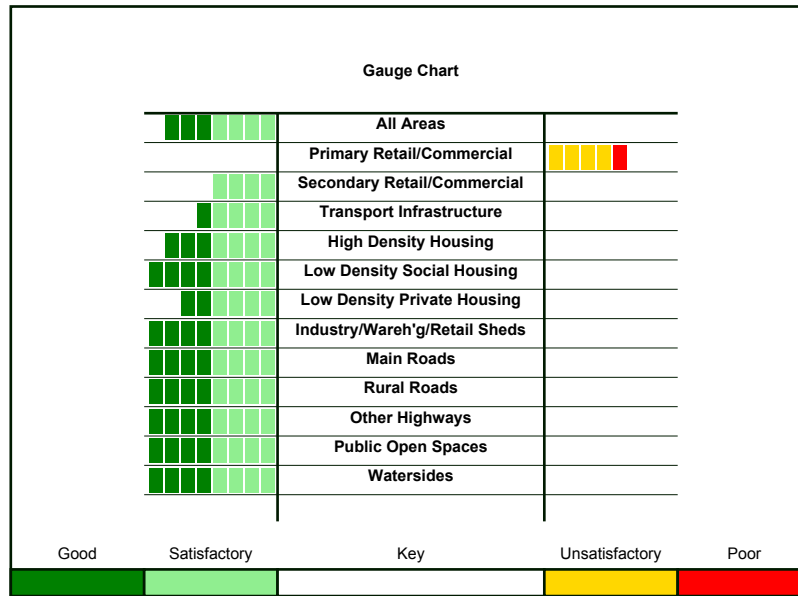 Gauge Chart
All Areas
Primary Retail/Commercial
Secondary Retail/Commercial
Transport Infrastructure
High Density Housing
Low Density Social Housing
Low Density Private Housing
Industry/Wareh'g/Retail Sheds
Main Roads
Rural Roads
Other Highways
Public Open Spaces
Watersides
Good Satisfactory Key Unsatisfactory Poor